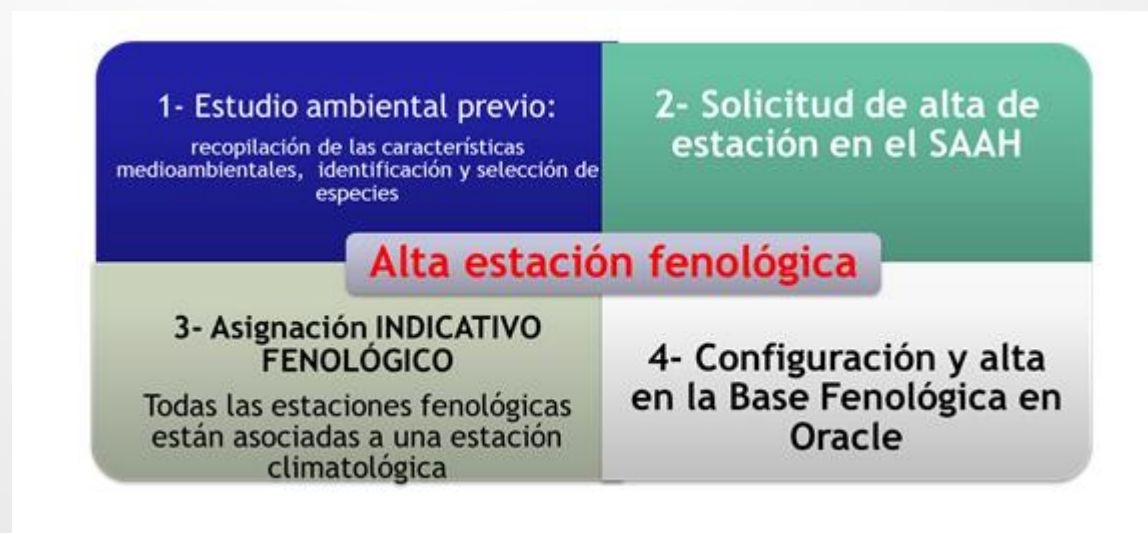 1- Estudio ambiental previo:
recopilación de las características
medioambientales, identificación y selección de
especies
2- Solicitud de alta de
estación en el SAAH
Alta estación fenológica
3- Asignación INDICATIVO
FENOLÓGICO
Todas las estaciones fenológicas
están asociadas a una estación
climatológica
4- Configuración y alta
en la Base Fenológica en
Oracle